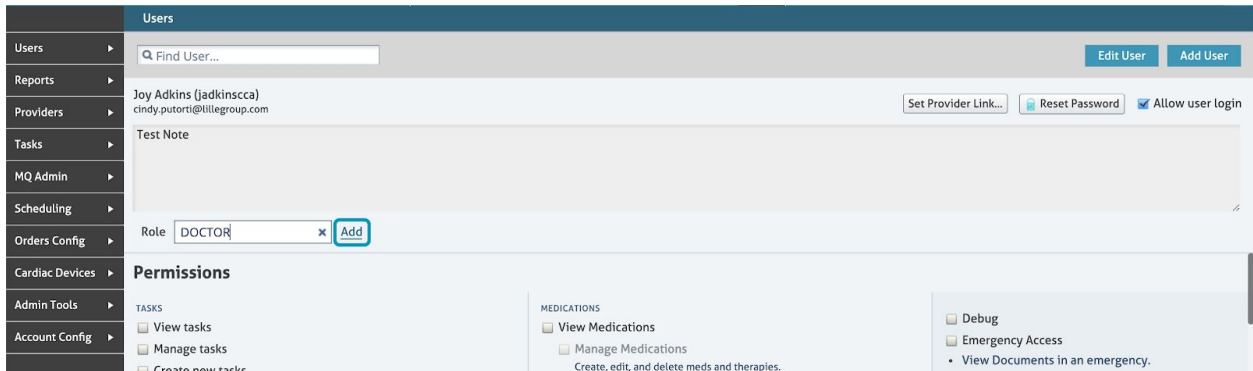 Users
Users
Find User...
Edit User
Add User
Reports
Providers
Tasks
MQ Admin
Scheduling
Orders Config
Cardiac Devices
Admin Tools
Account Config
Joy Adkins (jadkinscca)
cindy.putorti@lillegroup.com
Set Provider Link...
Reset Password
Allow user login
Test Note
Role DOCTOR Add
Permissions
TASKS
View tasks
Manage tasks
Create new tasks
MEDICATIONS
View Medications
Manage Medications
Create, edit, and delete meds and therapies.
Debug
Emergency Access
• View Documents in an emergency.